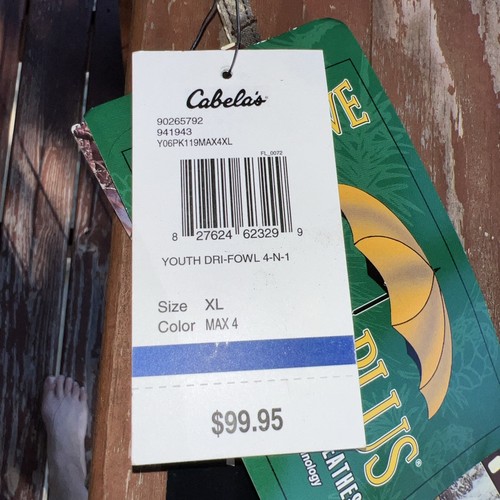 Cabela's
90265792
941943
Y06PK119MAX4XL
FL_0072
8 27624 62329 9
YOUTH DRI-FOWL 4-N-1
Size XL
Color MAX 4
$99.95
PLUS